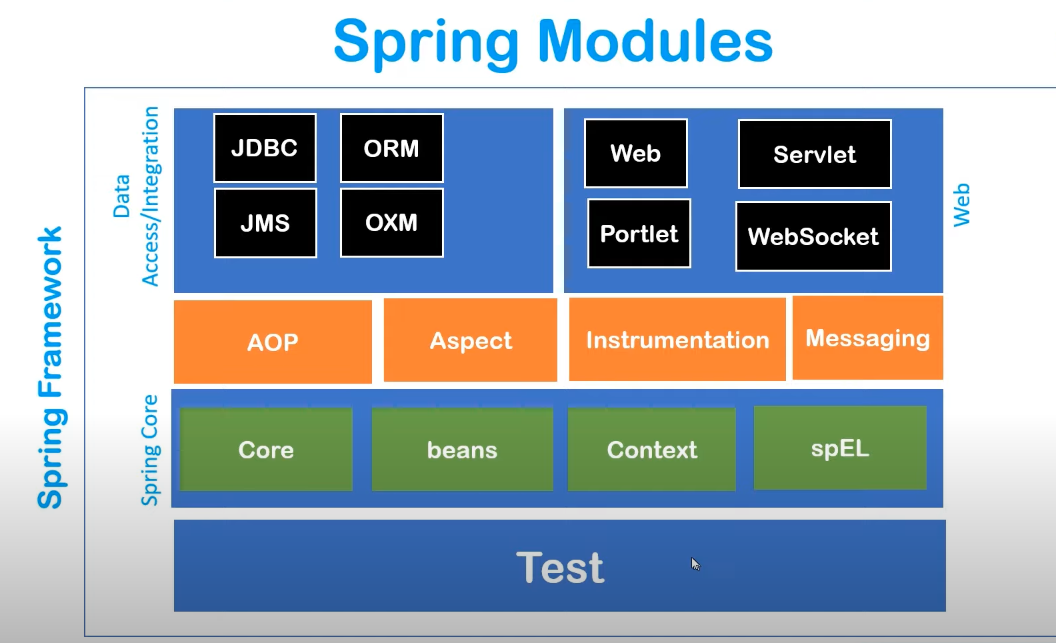 Spring Modules
Spring Framework
Data
Access/Integration
JDBC
ORM
JMS
OXM
Web
Servlet
Portlet
WebSocket
Web
AOP
Aspect
Instrumentation
Messaging
Spring Core
Core
beans
Context
spEL
Test